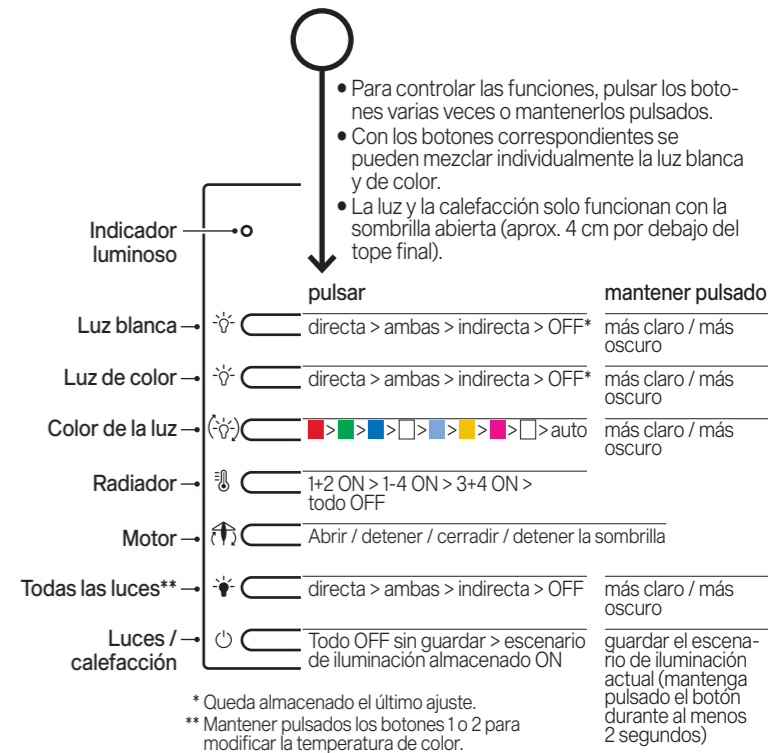 • Para controlar las funciones, pulsar los boto-
nes varias veces o mantenerlos pulsados.
• Con los botones correspondientes se
pueden mezclar individualmente la luz blanca
y de color.
• La luz y la calefacción solo funcionan con la
sombrilla abierta (aprox. 4 cm por debajo del
tope final).
Indicador
luminoso
pulsar
mantener pulsado
Luz blanca
directa > ambas > indirecta > OFF*
más claro / más
oscuro
Luz de color
directa > ambas > indirecta > OFF*
más claro / más
oscuro
Color de la luz
> > > > > > > > auto
más claro / más
oscuro
Radiador
1+2 ON > 1-4 ON > 3+4 ON >
todo OFF
Motor
Abrir / detener / cerradir / detener la sombrilla
Todas las luces**
directa > ambas > indirecta > OFF
más claro / más
oscuro
Luces /
calefacción
Todo OFF sin guardar > escenario
de iluminación almacenado ON
guardar el escena-
rio de iluminación
actual (mantenga
pulsado el botón
durante al menos
2 segundos)
* Queda almacenado el último ajuste.
** Mantener pulsados los botones 1 o 2 para
modificar la temperatura de color.